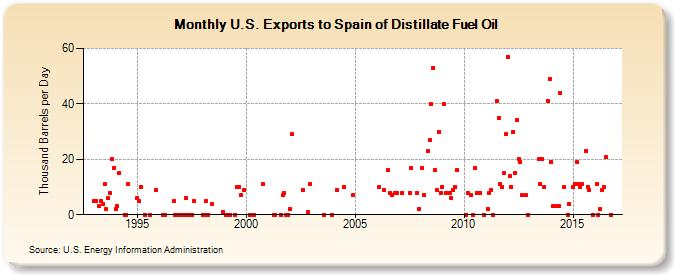 Monthly U.S. Exports to Spain of Distillate Fuel Oil
Thousand Barrels per Day
60
40
20
0
1995 2000 2005 2010 2015
Source: U.S. Energy Information Administration